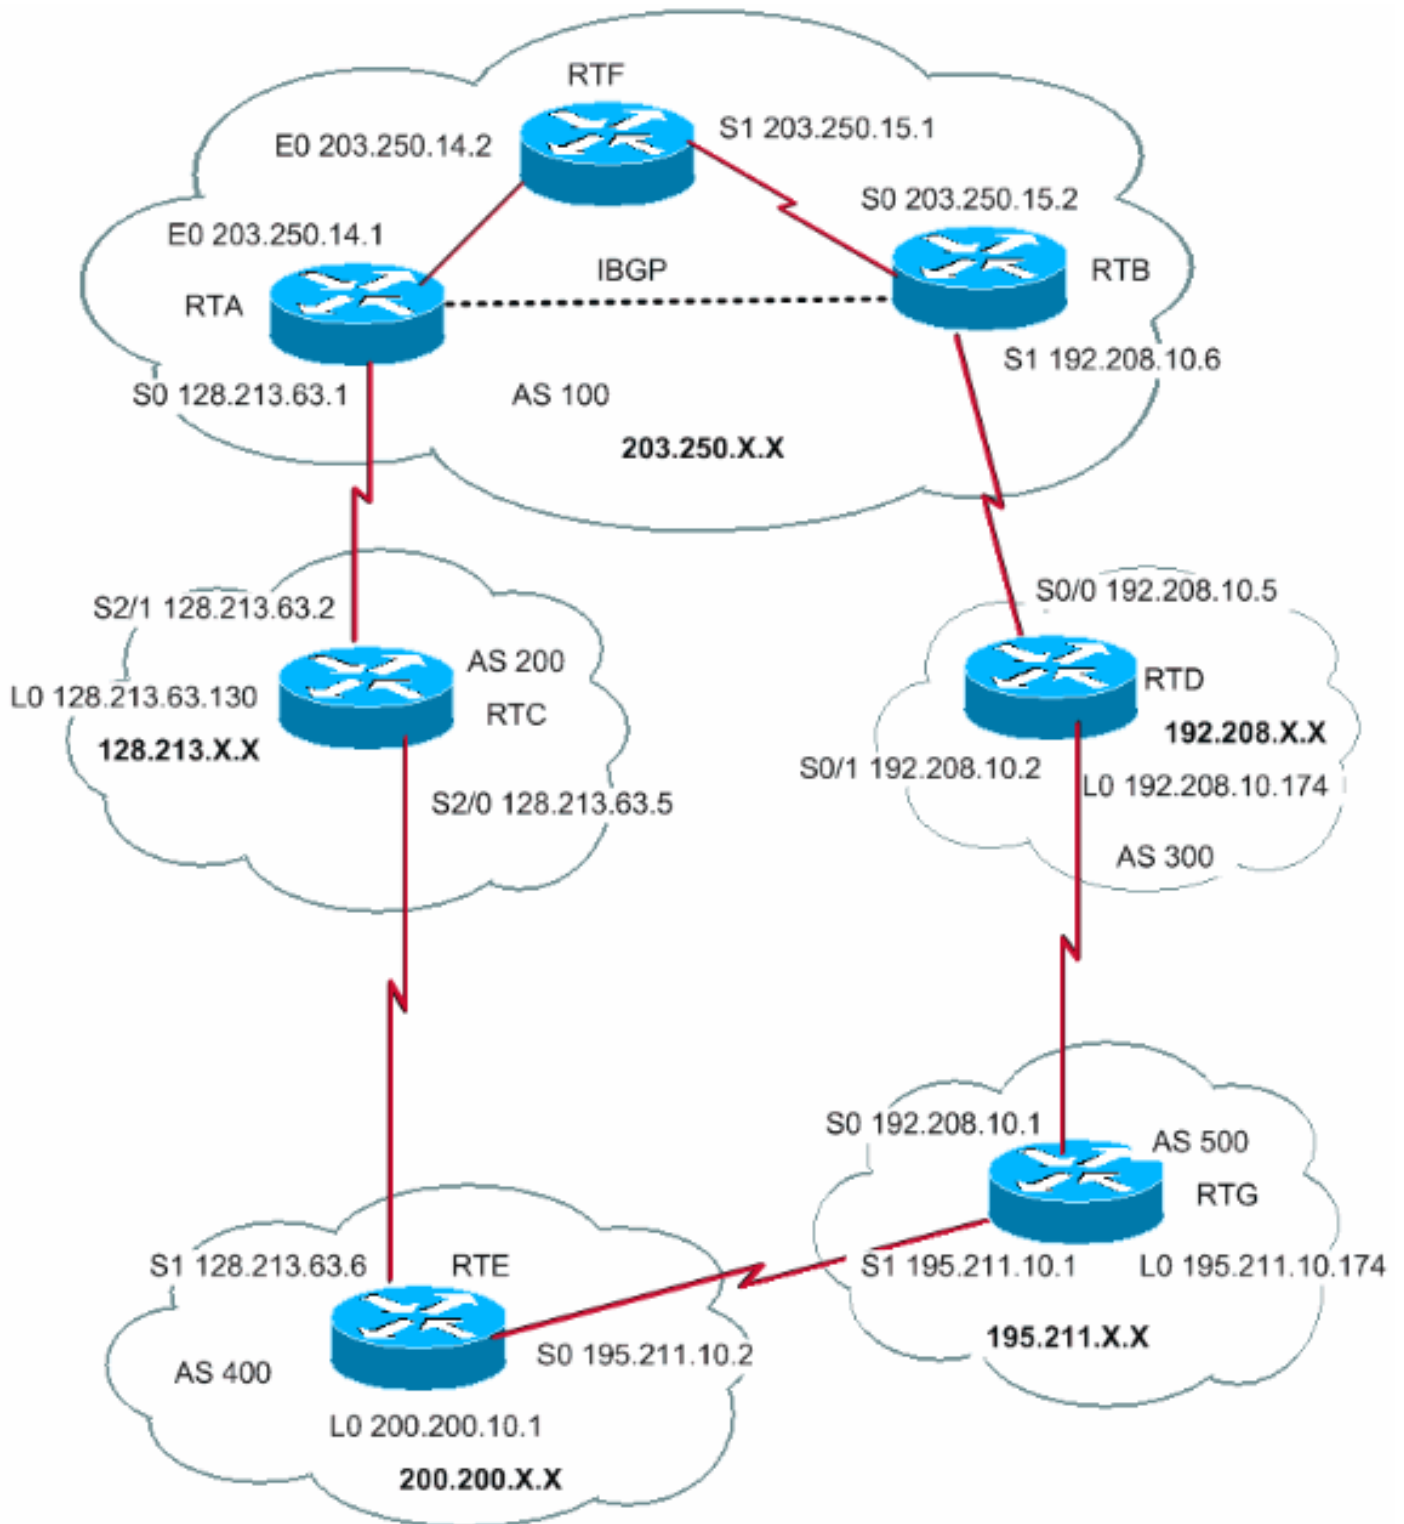 RTF
S1 203.250.15.1
E0 203.250.14.2
S0 203.250.15.2
E0 203.250.14.1
IBGP
RTB
RTA
S1 192.208.10.6
S0 128.213.63.1
AS 100
203.250.X.X
S0/0 192.208.10.5
S2/1 128.213.63.2
AS 200
RTD
L0 128.213.63.130
RTC
192.208.X.X
128.213.X.X
S0/1 192.208.10.2
L0 192.208.10.174
S2/0 128.213.63.5
AS 300
S0 192.208.10.1
AS 500
RTG
S1 128.213.63.6
RTE
S1 195.211.10.1
L0 195.211.10.174
195.211.X.X
S0 195.211.10.2
AS 400
L0 200.200.10.1
200.200.X.X